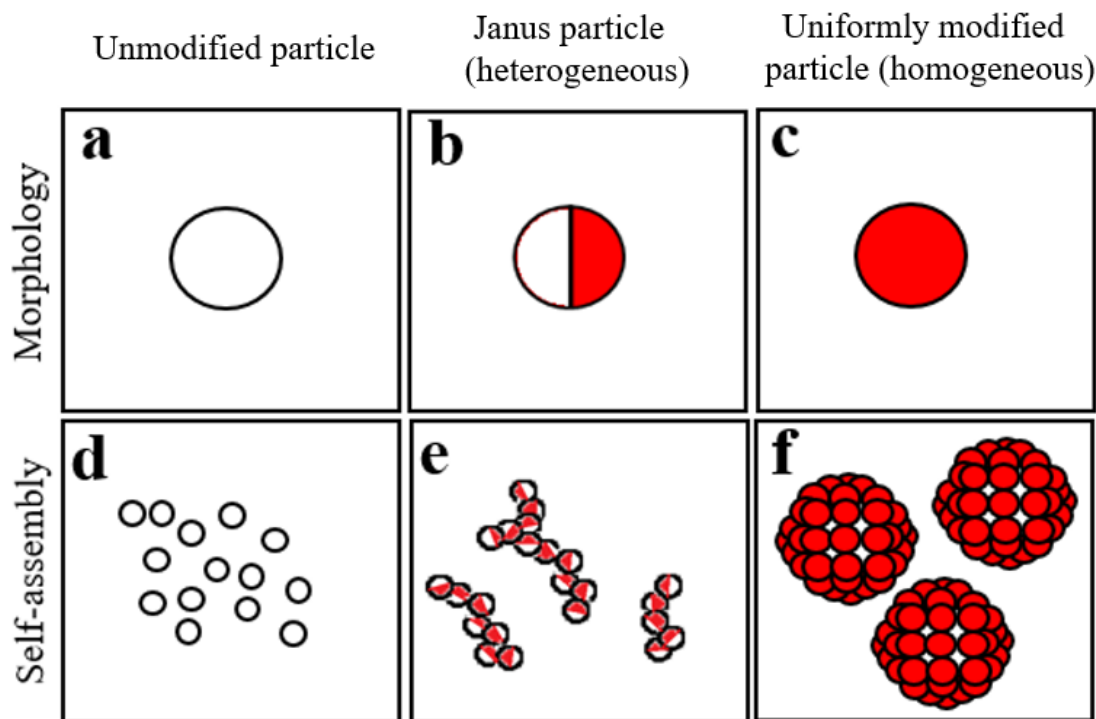 Unmodified particle
Janus particle
(heterogeneous)
Uniformly modified
particle (homogeneous)
Morphology
a
b
c
Self-assembly
d
e
f